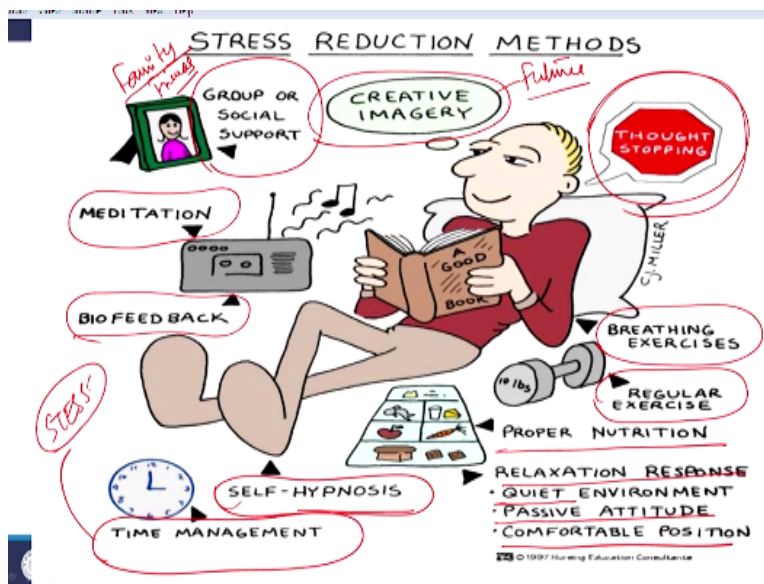 STRESS REDUCTION METHODS
Family
Friends
GROUP OR
SOCIAL
SUPPORT
CREATIVE
IMAGERY
Future
THOUGHT
STOPPING
MEDITATION
A
GOOD
BOOK
C.J. MILLER
BIOFEEDBACK
BREATHING
EXERCISES
10 lbs
REGULAR
EXERCISE
STESS
PROPER NUTRITION
SELF-HYPNOSIS
TIME MANAGEMENT
RELAXATION RESPONSE
• QUIET ENVIRONMENT
• PASSIVE ATTITUDE
• COMFORTABLE POSITION
© 1997 Nursing Education Consultants